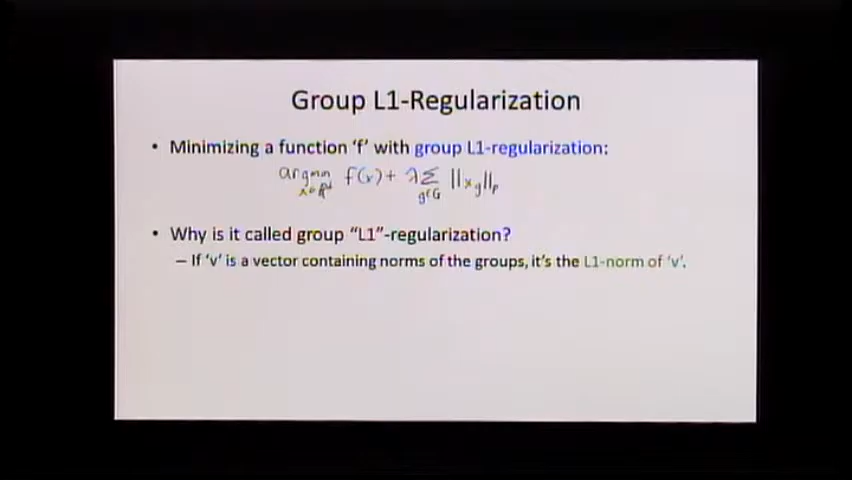 Group L1-Regularization
• Minimizing a function 'f' with group L1-regularization:
argmin f(x) + λ Σ ||x_g||_p
x∈ℝ^d g∈G
• Why is it called group "L1"-regularization?
– If 'v' is a vector containing norms of the groups, it's the L1-norm of 'v'.